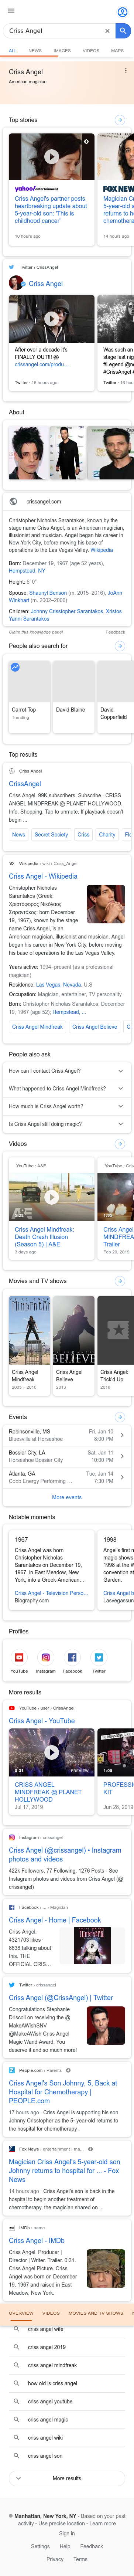 Criss Angel
ALL NEWS IMAGES VIDEOS MAPS
Criss Angel
American magician
Top stories
yahoo!entertainment
Criss Angel's partner posts
heartbreaking update about
5-year-old son: 'This is
childhood cancer'
10 hours ago
FOX NEW
Magician C
5-year-old s
returns to h
chemothera
14 hours ago
Twitter › CrissAngel
Criss Angel
After over a decade it's
FINALLY OUT!!! 😱
crissangel.com/produ...
Twitter · 16 hours ago
Was such an
stage last nig
#Legend @ri
#CrissAngel #
Twitter · 19 hours
About
crissangel.com
Christopher Nicholas Sarantakos, known by the
stage name Criss Angel, is an American magician,
illusionist and musician. Angel began his career in
New York City before moving his base of
operations to the Las Vegas Valley. Wikipedia
Born: December 19, 1967 (age 52 years),
Hempstead, NY
Height: 6′ 0″
Spouse: Shaunyl Benson (m. 2015–2016), JoAnn
Winkhart (m. 2002–2006)
Children: Johnny Crisstopher Sarantakos, Xristos
Yanni Sarantakos
Claim this knowledge panel Feedback
People also search for
Carrot Top
Trending
David Blaine
David
Copperfield
Top results
Criss Angel
CrissAngel
Criss Angel. 99K subscribers. Subscribe · CRISS
ANGEL MINDFREAK @ PLANET HOLLYWOOD
Info. Shopping. Tap to unmute. If playback doesn't
begin ...
News Secret Society Criss Charity
Wikipedia › wiki › Criss_Angel
Criss Angel - Wikipedia
Christopher Nicholas
Sarantakos (Greek:
Χριστόφορος Νικόλαος
Σαραντάκος; born December
19, 1967), known by the stage
name Criss Angel, is an
American magician, illusionist and musician. Angel
began his career in New York City, before moving
his base of operations to the Las Vegas Valley
Years active: 1994–present (as a professional
magician)
Residence: Las Vegas, Nevada, U.S
Occupation: Magician, entertainer, TV personality
Born: Christopher Nicholas Sarantakos; December
19, 1967 (age 52); Hempstead, ...
Criss Angel Mindfreak Criss Angel Believe
People also ask
How can I contact Criss Angel?
What happened to Criss Angel Mindfreak?
How much is Criss Angel worth?
Is Criss Angel still doing magic?
Videos
YouTube · A&E
Criss Angel Mindfreak:
Death Crash Illusion
(Season 5) | A&E
3 days ago
YouTube · Cris
1:09
Criss Angel
MINDFREA
Trailer
Feb 20, 2019
Movies and TV shows
Criss Angel
Mindfreak
2005 – 2010
Criss Angel
Believe
2013
Criss Angel:
Trick'd Up
2016
Events
Robinsonville, MS Fri, Jan 10
Bluesville at Horseshoe 8:00 PM
Bossier City, LA Sat, Jan 11
Horseshoe Bossier City 10:00 PM
Atlanta, GA Tue, Jan 14
Cobb Energy Performing ... 7:30 PM
More events
Notable moments
1967
Criss Angel was born
Christopher Nicholas
Sarantakos on December 19,
1967, in East Meadow, New
York, into a Greek-American...
Criss Angel - Television Perso...
Biography.com
1998
Angel's first m
magic shows
1998 at the W
convention at
Garden.
Criss Angel b
Lasvegassun.
Profiles
YouTube Instagram Facebook Twitter
More results
YouTube › user › CrissAngel
Criss Angel - YouTube
0:31
PREVIEW
CRISS ANGEL
MINDFREAK @ PLANET
HOLLYWOOD
Jul 17, 2019
1:09
PROFESSIO
KIT
Jun 28, 2019
Instagram › crissangel
Criss Angel (@crissangel) • Instagram
photos and videos
422k Followers, 77 Following, 1276 Posts - See
Instagram photos and videos from Criss Angel (@
crissangel)
Facebook › ... › Magician
Criss Angel - Home | Facebook
Criss Angel.
4321703 likes ·
8838 talking about
this. THE
OFFICIAL CRIS...
Twitter › crissangel
Criss Angel (@CrissAngel) | Twitter
Congratulations Stephanie
Driscoll on receiving the @
MakeAWishSNV
@MakeAWish Criss Angel
Magic Wand Award. You
deserve it and so much more!
People.com › Parents
Criss Angel's Son Johnny, 5, Back at
Hospital for Chemotherapy |
PEOPLE.com
17 hours ago · Criss Angel is supporting his son
Johnny Crisstopher as the 5- year-old returns to
the hospital for chemotherapy .
Fox News › entertainment › ma...
Magician Criss Angel's 5-year-old son
Johnny returns to hospital for ... - Fox
News
14 hours ago · Criss Angel's son is back in the
hospital to begin another treatment of
chemotherapy, the magician shared on ...
IMDb › name
Criss Angel - IMDb
Criss Angel. Producer |
Director | Writer. Trailer. 0:31.
Criss Angel Picture. Criss
Angel was born on December
19, 1967 and raised in East
Meadow, New York.
OVERVIEW VIDEOS MOVIES AND TV SHOWS
criss angel wife
criss angel 2019
criss angel mindfreak
how old is criss angel
criss angel youtube
criss angel magic
criss angel wiki
criss angel son
More results
Manhattan, New York, NY - Based on your past
activity - Use precise location - Learn more
Sign in
Settings Help Feedback
Privacy Terms